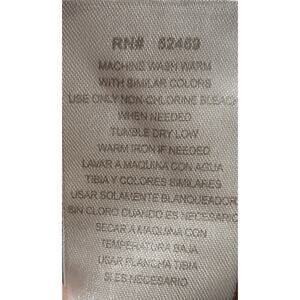 RN# 52469
MACHINE WASH WARM
WITH SIMILAR COLORS
USE ONLY NON-CHLORINE BLEACH
WHEN NEEDED
TUMBLE DRY LOW
WARM IRON IF NEEDED
LAVAR A MAQUINA CON AGUA
TIBIA Y COLORES SIMILARES
USAR SOLAMENTE BLANQUEADOR
SIN CLORO CUANDO ES NECESARIO
SECAR A MAQUINA CON
TEMPERATURA BAJA
USAR PLANCHA TIBIA
SI ES NECESARIO